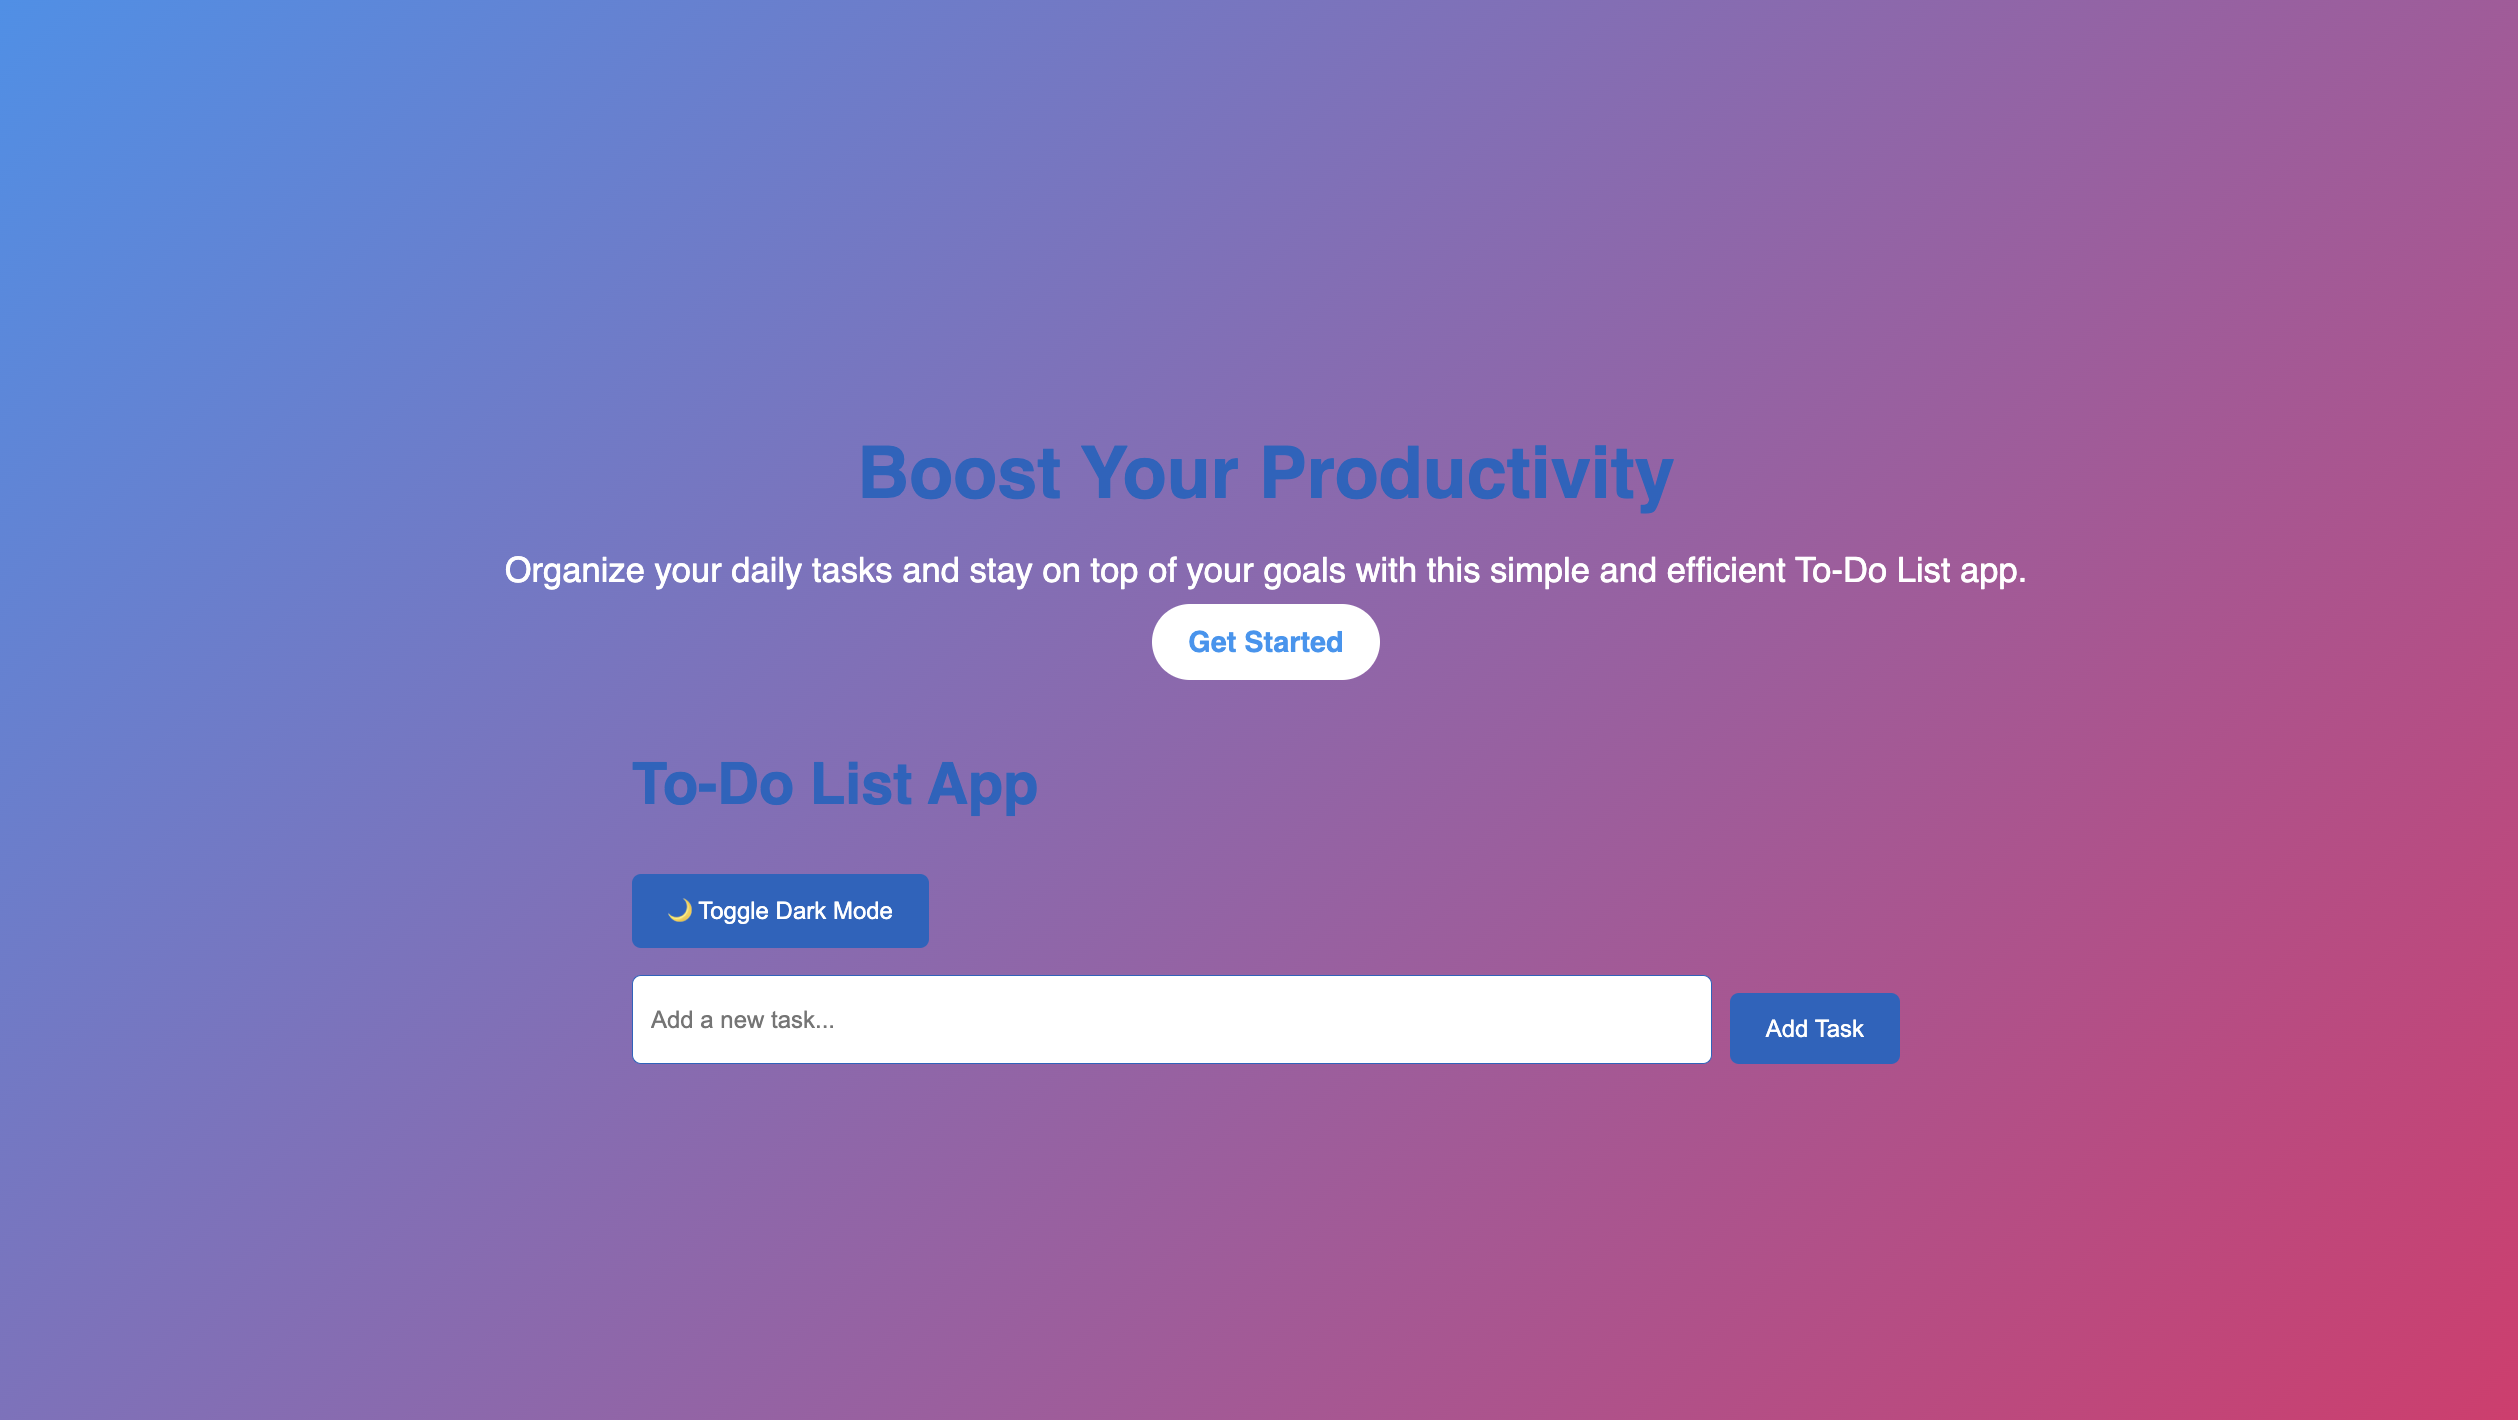 Boost Your Productivity
Organize your daily tasks and stay on top of your goals with this simple and efficient To-Do List app.
Get Started
To-Do List App
🌙 Toggle Dark Mode
Add a new task...
Add Task